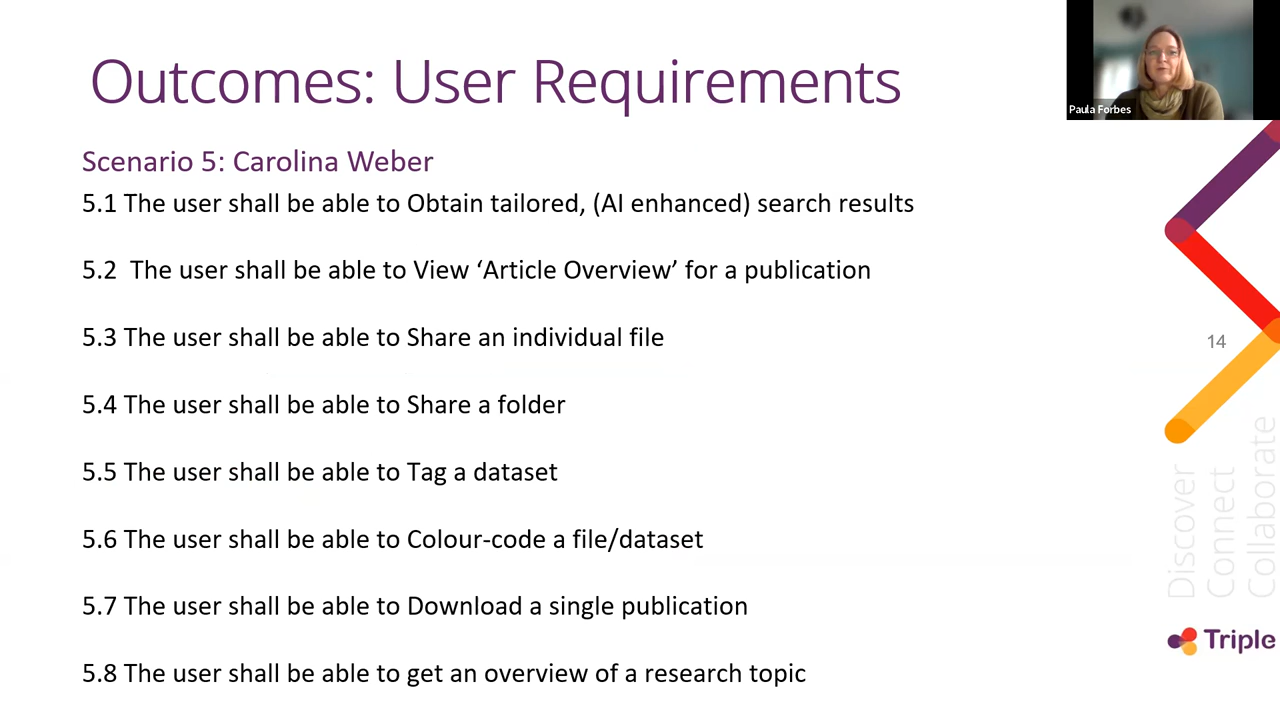 Outcomes: User Requirements
Paula Forbes
Scenario 5: Carolina Weber
5.1 The user shall be able to Obtain tailored, (AI enhanced) search results
5.2 The user shall be able to View ‘Article Overview’ for a publication
5.3 The user shall be able to Share an individual file
14
5.4 The user shall be able to Share a folder
5.5 The user shall be able to Tag a dataset
5.6 The user shall be able to Colour-code a file/dataset
5.7 The user shall be able to Download a single publication
5.8 The user shall be able to get an overview of a research topic
Discover
Connect
Collaborate
Triple